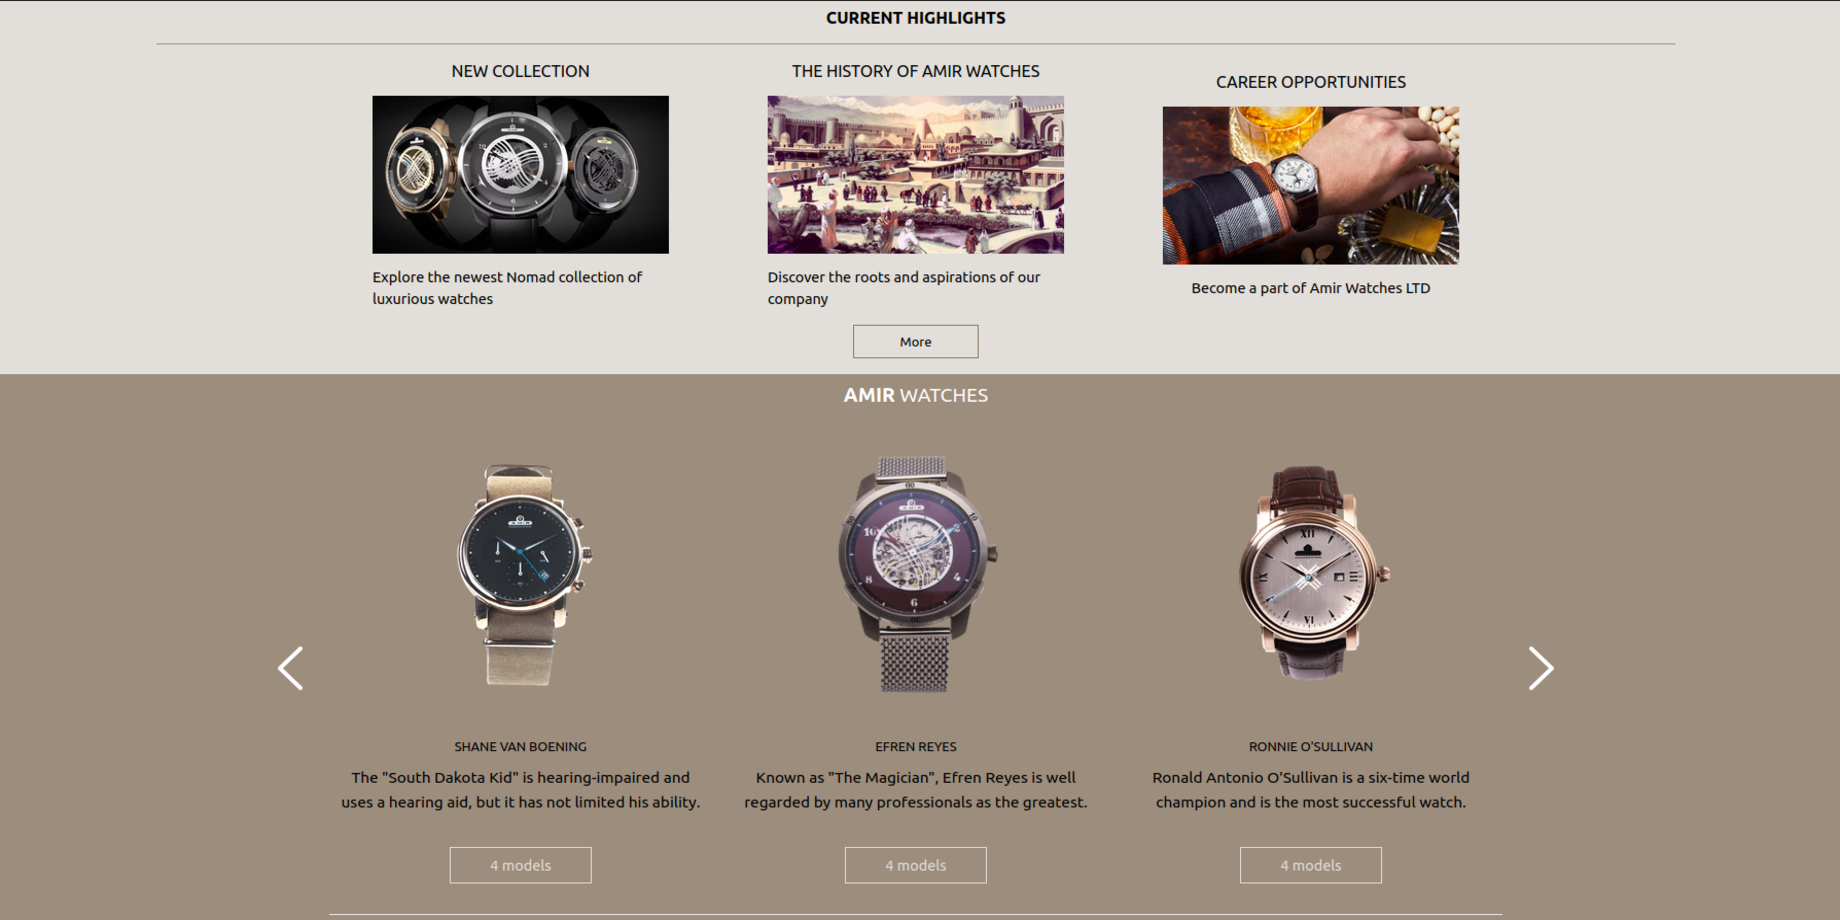 CURRENT HIGHLIGHTS
NEW COLLECTION
Explore the newest Nomad collection of
luxurious watches
THE HISTORY OF AMIR WATCHES
Discover the roots and aspirations of our
company
CAREER OPPORTUNITIES
Become a part of Amir Watches LTD
More
AMIR WATCHES
SHANE VAN BOENING
The "South Dakota Kid" is hearing-impaired and
uses a hearing aid, but it has not limited his ability.
4 models
EFREN REYES
Known as "The Magician", Efren Reyes is well
regarded by many professionals as the greatest.
4 models
RONNIE O'SULLIVAN
Ronald Antonio O'Sullivan is a six-time world
champion and is the most successful watch.
4 models